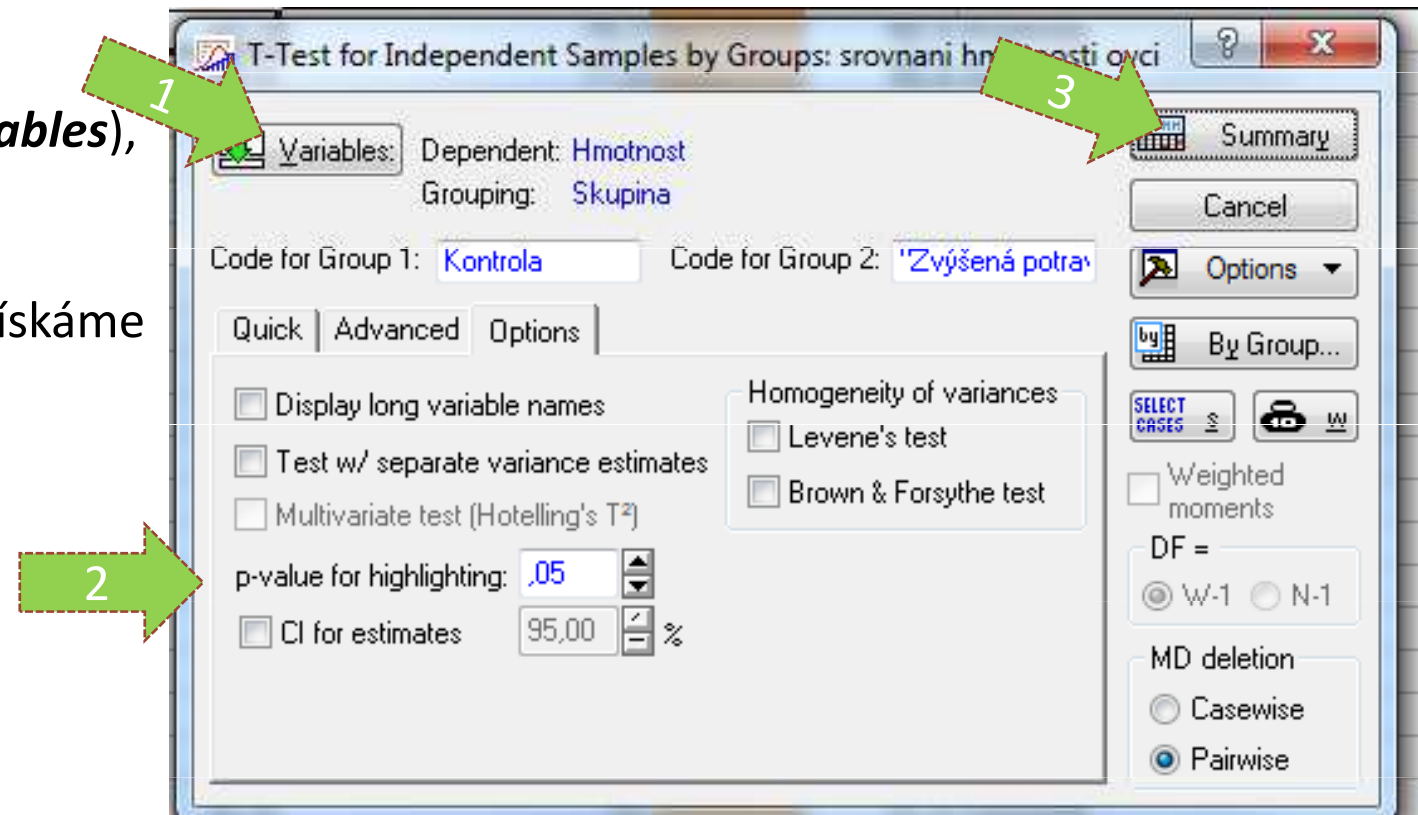 T-Test for Independent Samples by Groups: srovnani hmotnosti ovci
1
3
ables),
Variables:
Dependent: Hmotnost
Grouping: Skupina
Summary
Cancel
Code for Group 1: Kontrola
Code for Group 2: "Zvýšená
Options
ískáme
Quick Advanced Options
by By Group...
Display long variable names
Homogeneity of variances
Levene's test
SELECT CASES S W
Test w/ separate variance estimates
Brown & Forsythe test
Multivariate test (Hotelling's T²)
Weighted
moments
2
p-value for highlighting: ,05
DF =
W-1 N-1
CI for estimates 95,00 %
MD deletion
Casewise
Pairwise